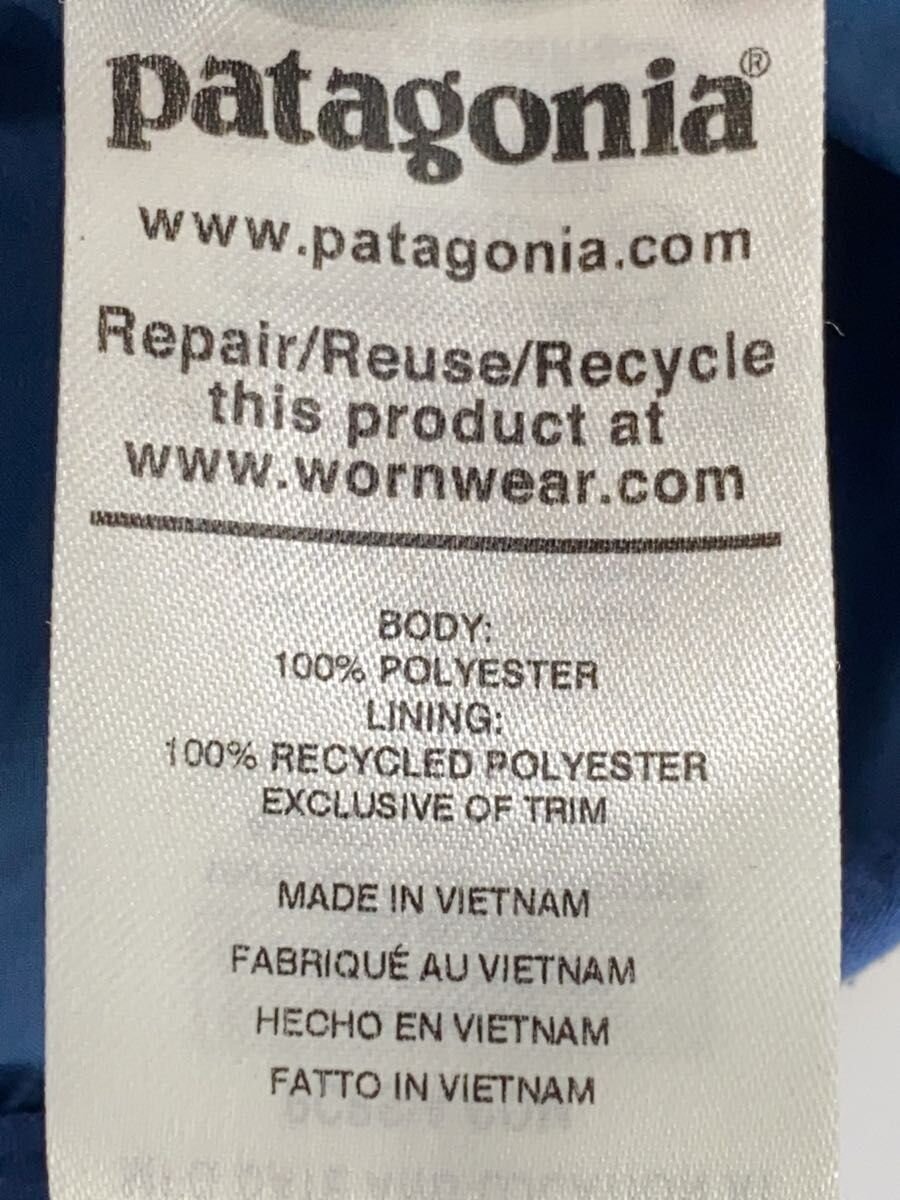 patagonia®
www.patagonia.com
Repair/Reuse/Recycle
this product at
www.wornwear.com
BODY:
100% POLYESTER
LINING:
100% RECYCLED POLYESTER
EXCLUSIVE OF TRIM
MADE IN VIETNAM
FABRIQUÉ AU VIETNAM
HECHO EN VIETNAM
FATTO IN VIETNAM